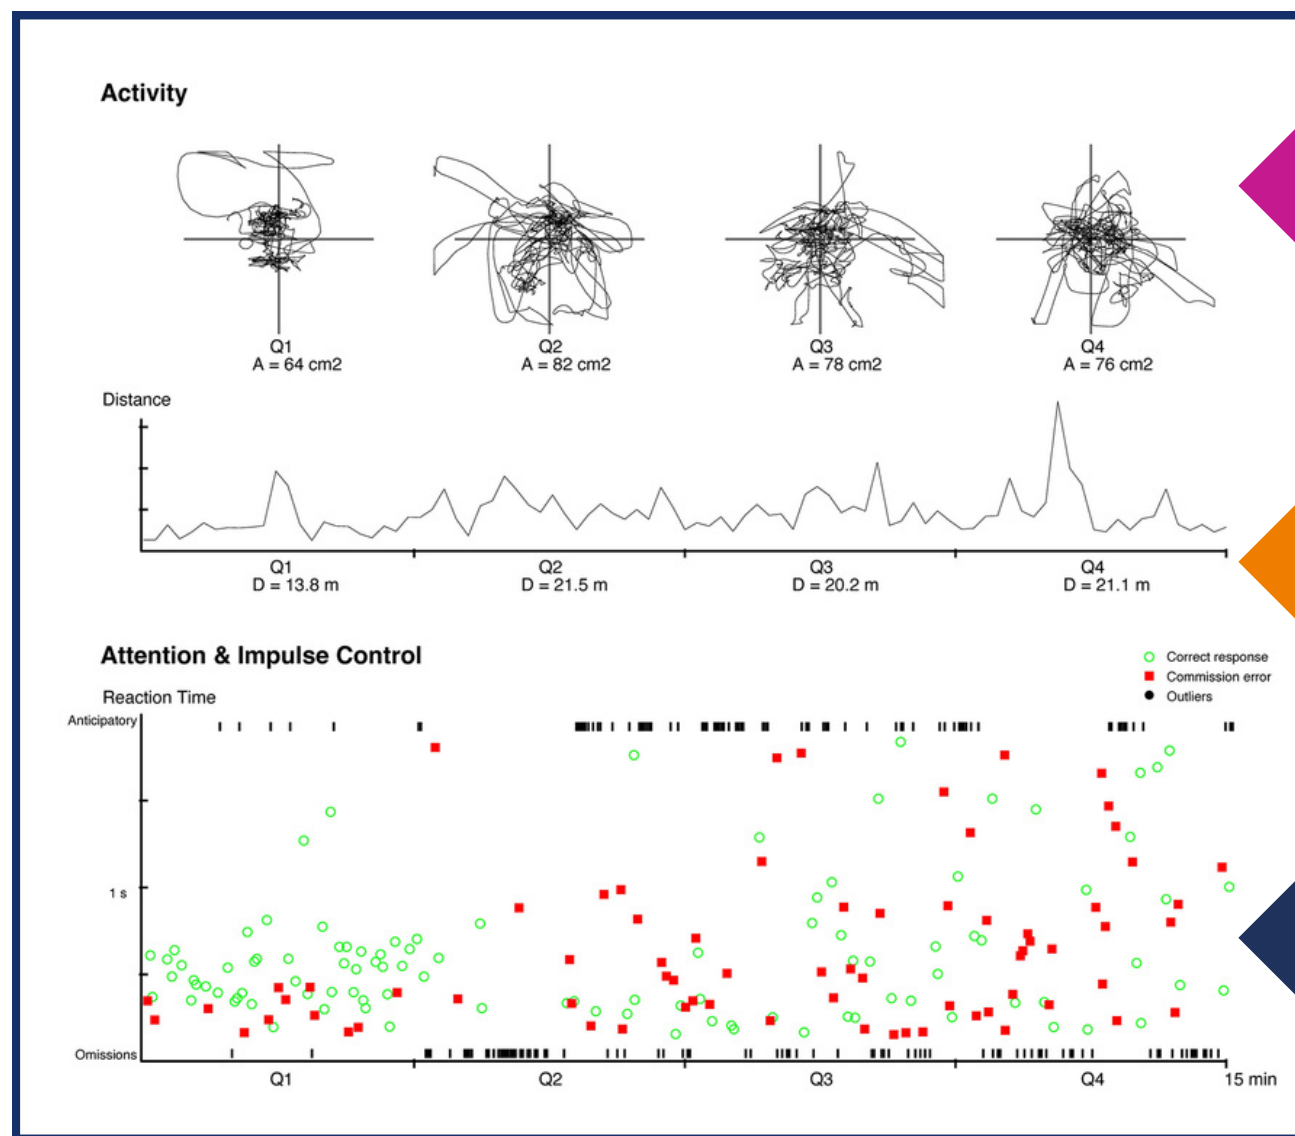 Activity
Q1 Q2 Q3 Q4
A = 64 cm2 A = 82 cm2 A = 78 cm2 A = 76 cm2
Distance
Q1 Q2 Q3 Q4
D = 13.8 m D = 21.5 m D = 20.2 m D = 21.1 m
Attention & Impulse Control
Correct response
Commission error
Outliers
Reaction Time
Anticipatory
1 s
Omissions
Q1 Q2 Q3 Q4 15 min